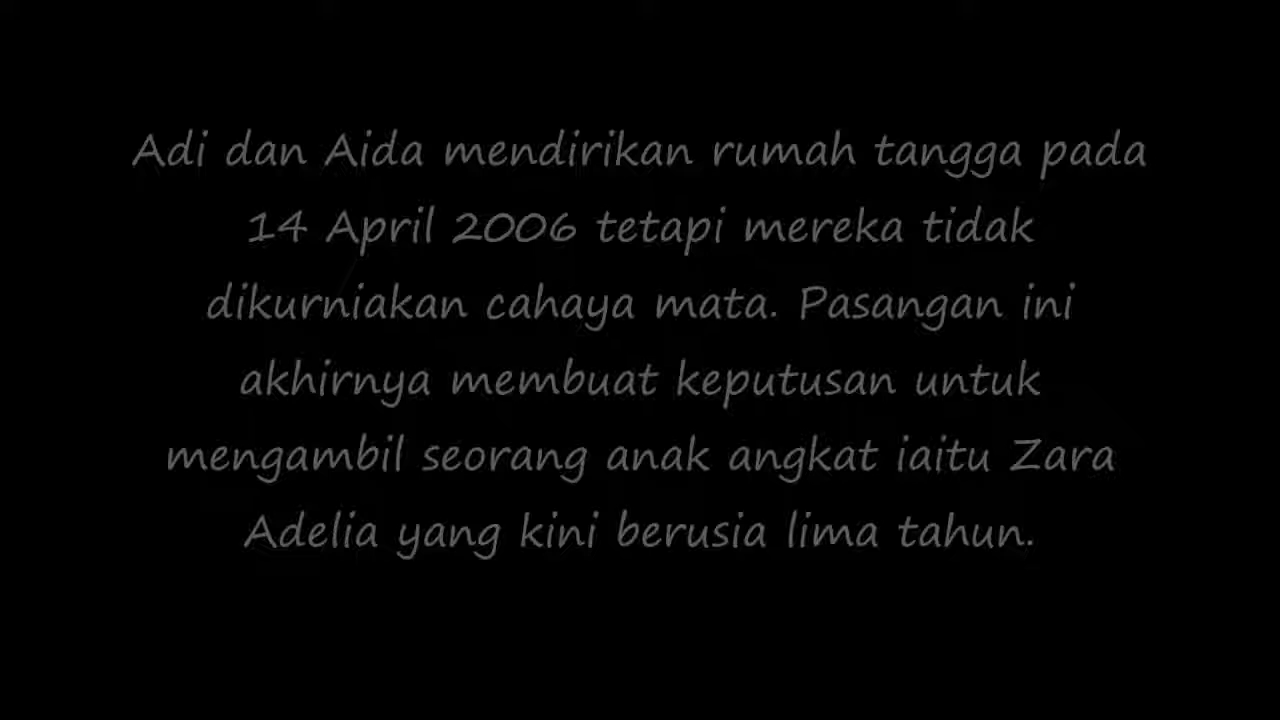 Adi dan Aida mendirikan rumah tangga pada
14 April 2006 tetapi mereka tidak
dikurniakan cahaya mata. Pasangan ini
akhirnya membuat keputusan untuk
mengambil seorang anak angkat iaitu Zara
Adelia yang kini berusia lima tahun.